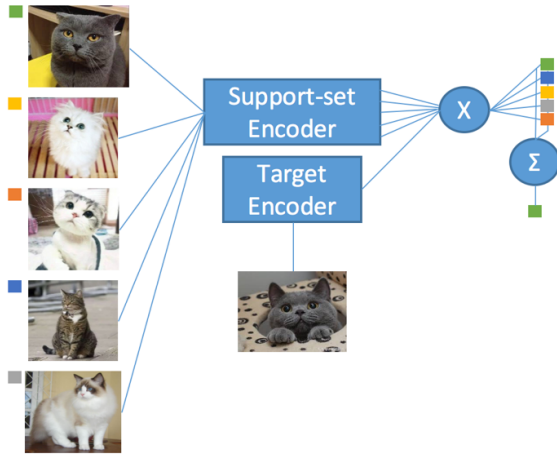 Support-set
Encoder
X
Target
Encoder
Σ